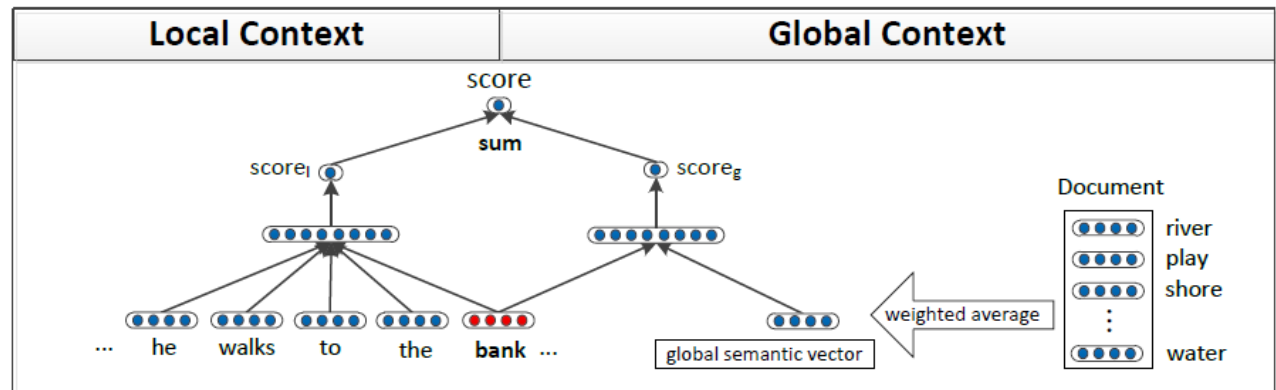 Local Context
Global Context
score
sum
scoreₗ
score_g
Document
river
play
shore
⋮
water
weighted average
global semantic vector
... he walks to the bank ...